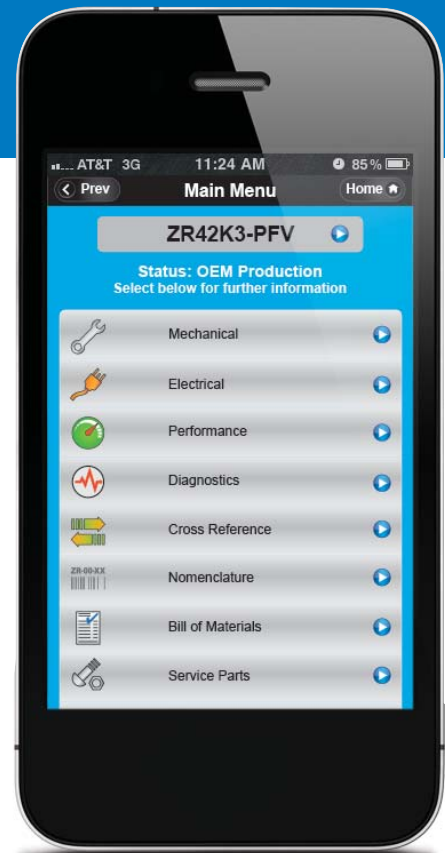 AT&T 3G 11:24 AM 85%
Prev Main Menu Home
ZR42K3-PFV
Status: OEM Production
Select below for further information
Mechanical
Electrical
Performance
Diagnostics
Cross Reference
ZR-00-XX Nomenclature
Bill of Materials
Service Parts